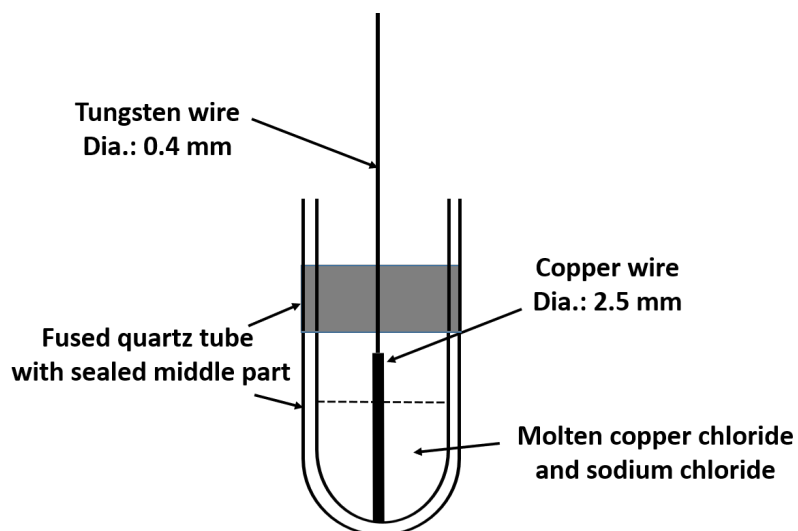 Tungsten wire
Dia.: 0.4 mm
Copper wire
Dia.: 2.5 mm
Fused quartz tube
with sealed middle part
Molten copper chloride
and sodium chloride